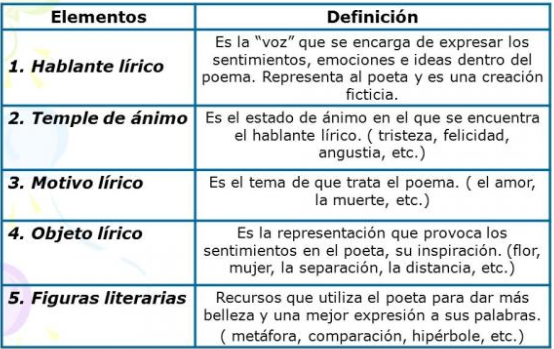 Elementos
Definición
1. Hablante lírico
Es la “voz” que se encarga de expresar los
sentimientos, emociones e ideas dentro del
poema. Representa al poeta y es una creación
ficticia.
2. Temple de ánimo
Es el estado de ánimo en el que se encuentra
el hablante lírico. ( tristeza, felicidad,
angustia, etc.)
3. Motivo lírico
Es el tema de que trata el poema. ( el amor,
la muerte, etc.)
4. Objeto lírico
Es la representación que provoca los
sentimientos en el poeta, su inspiración. (flor,
mujer, la separación, la distancia, etc.)
5. Figuras literarias
Recursos que utiliza el poeta para dar más
belleza y una mejor expresión a sus palabras.
( metáfora, comparación, hipérbole, etc.)